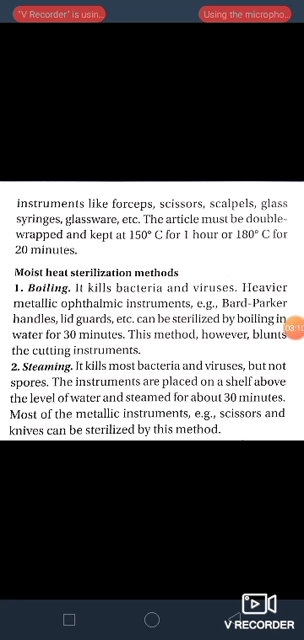 "V Recorder" is usin...
Using the micropho...
instruments like forceps, scissors, scalpels, glass
syringes, glassware, etc. The article must be double-
wrapped and kept at 150° C for 1 hour or 180° C for
20 minutes.
Moist heat sterilization methods
1. Boiling. It kills bacteria and viruses. Heavier
metallic ophthalmic instruments, e.g., Bard-Parker
handles, lid guards, etc. can be sterilized by boiling in
03:10
water for 30 minutes. This method, however, blunts
the cutting instruments.
2. Steaming. It kills most bacteria and viruses, but not
spores. The instruments are placed on a shelf above
the level of water and steamed for about 30 minutes.
Most of the metallic instruments, e.g., scissors and
knives can be sterilized by this method.
V RECORDER